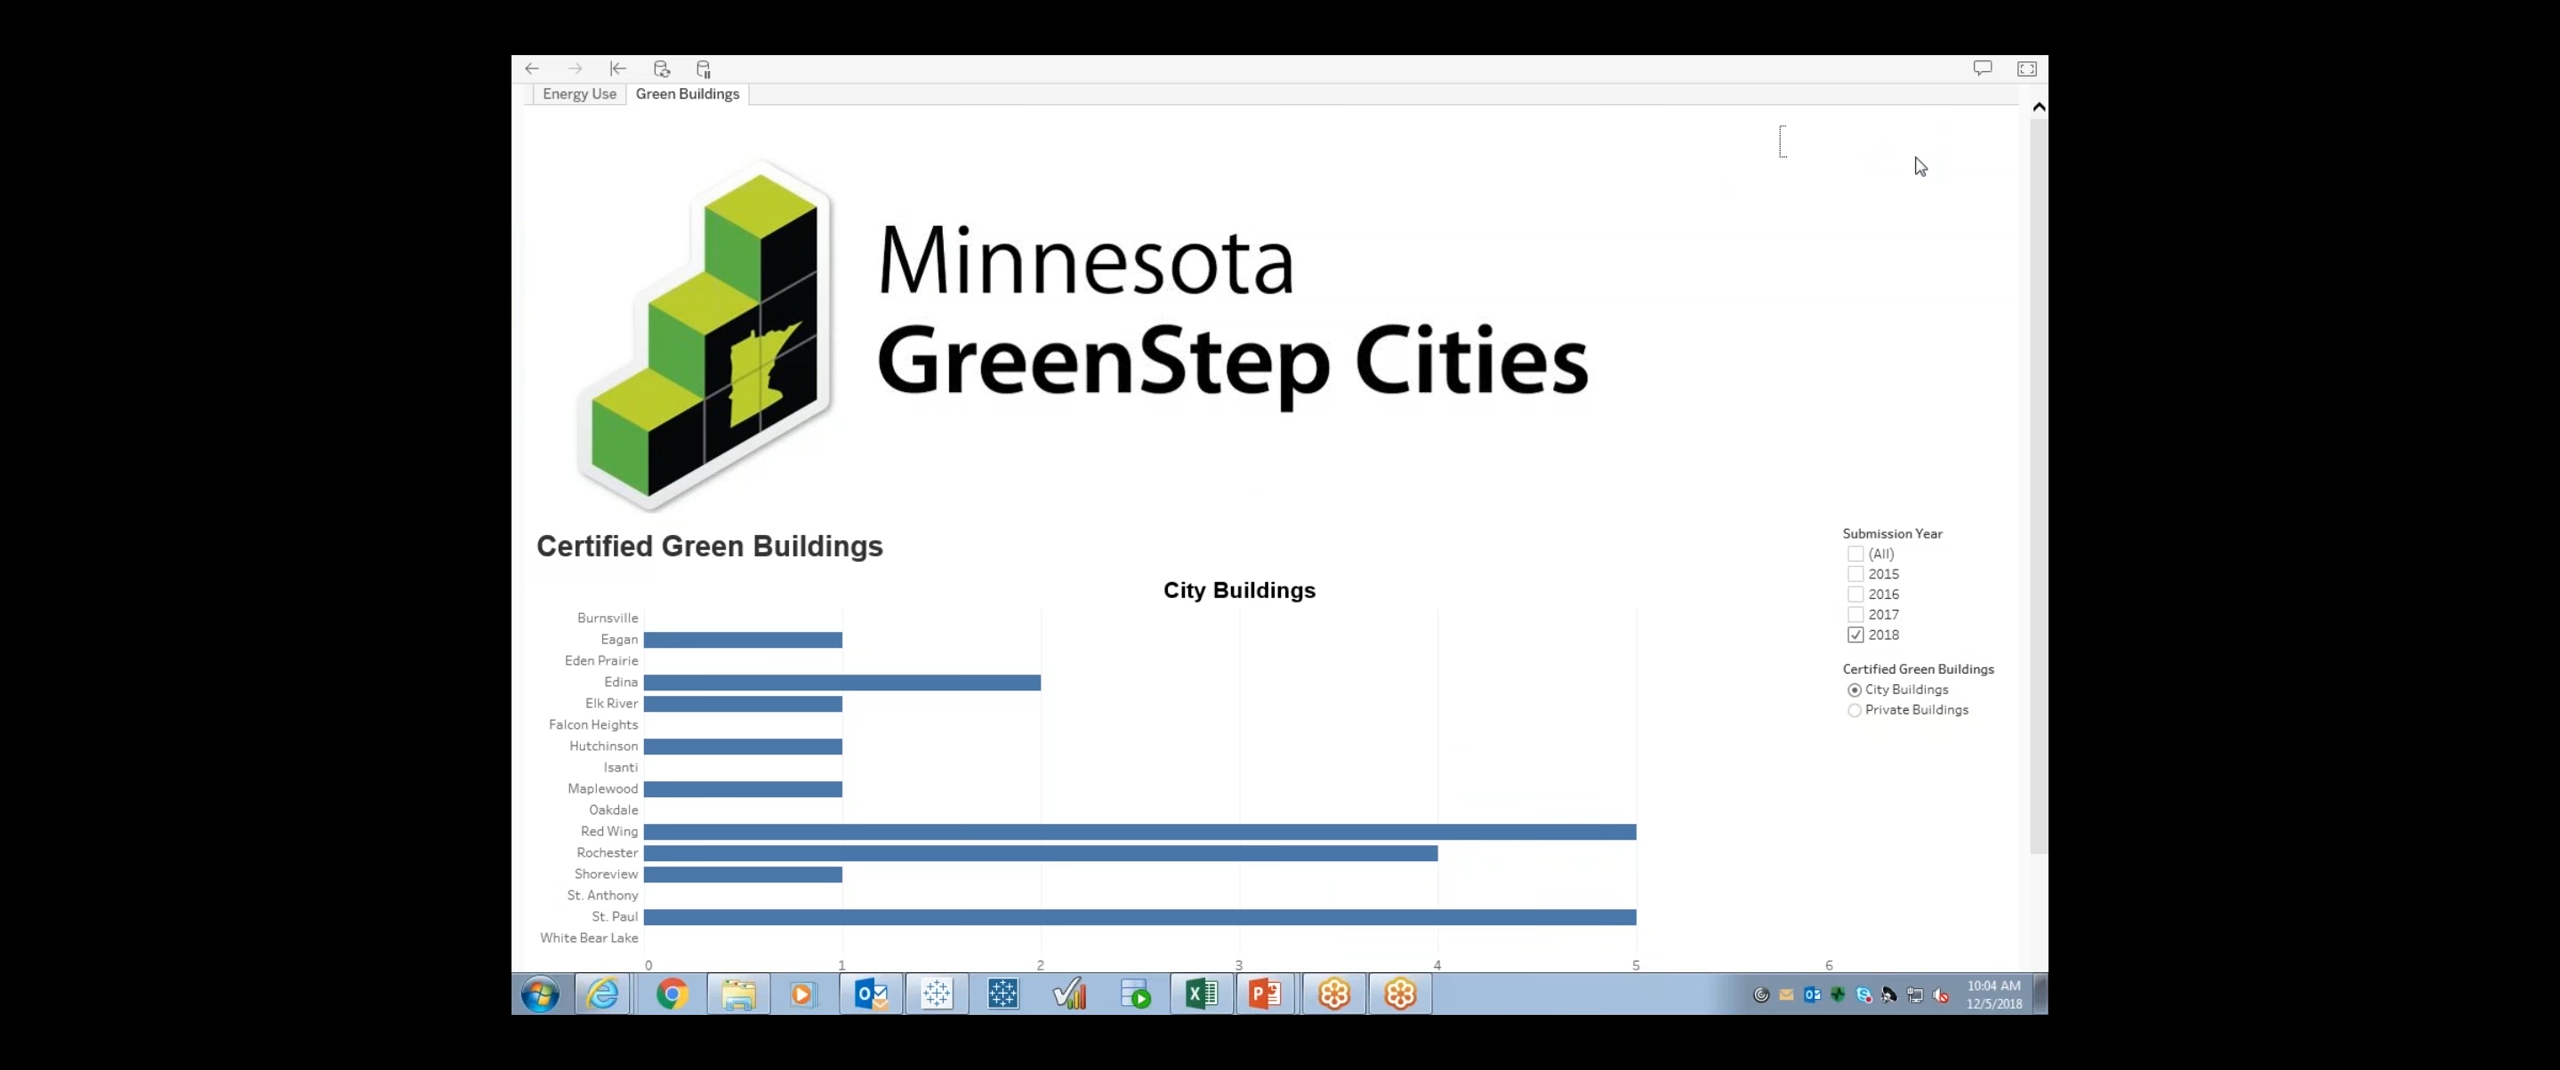 Energy Use Green Buildings
Minnesota
GreenStep Cities
Certified Green Buildings
City Buildings
Burnsville
Eagan
Eden Prairie
Edina
Elk River
Falcon Heights
Hutchinson
Isanti
Maplewood
Oakdale
Red Wing
Rochester
Shoreview
St. Anthony
St. Paul
White Bear Lake
0 1 2 3 4 5 6
Submission Year
(All)
2015
2016
2017
2018
Certified Green Buildings
City Buildings
Private Buildings
10:04 AM
12/5/2018